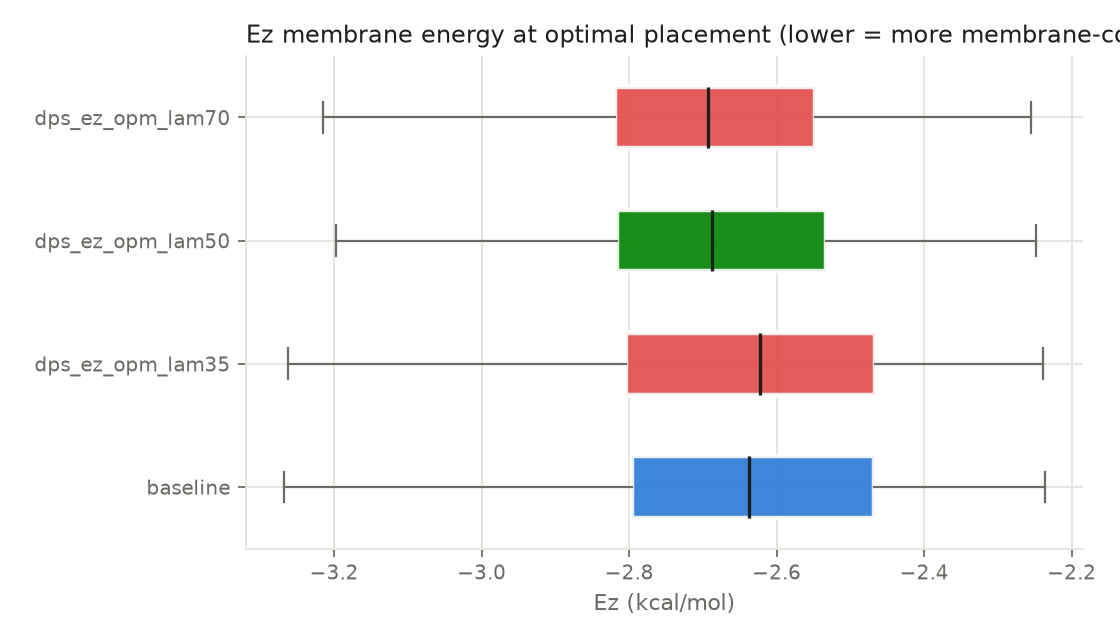 Ez membrane energy at optimal placement (lower = more membrane-co
dps_ez_opm_lam70
dps_ez_opm_lam50
dps_ez_opm_lam35
baseline
−3.2 −3.0 −2.8 −2.6 −2.4 −2.2
Ez (kcal/mol)